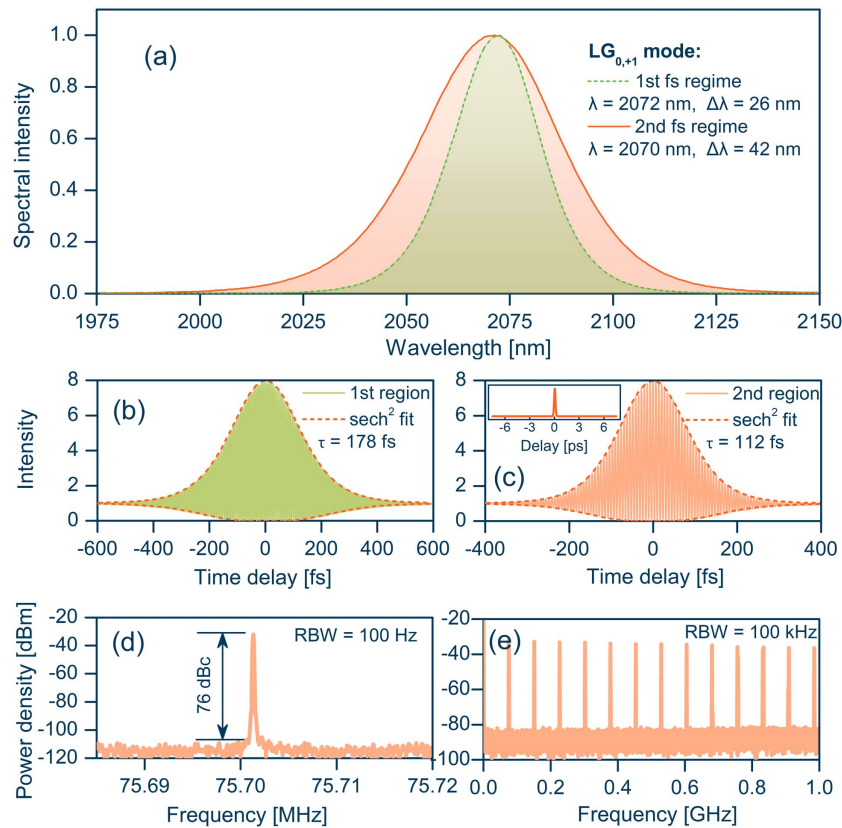 (a)
LG0,+1 mode:
1st fs regime
λ = 2072 nm, Δλ = 26 nm
2nd fs regime
λ = 2070 nm, Δλ = 42 nm
Spectral intensity
1.0
0.8
0.6
0.4
0.2
0.0
1975 2000 2025 2050 2075 2100 2125 2150
Wavelength [nm]
(b)
1st region
sech² fit
τ = 178 fs
Intensity
8
6
4
2
0
-600 -400 -200 0 200 400 600
Time delay [fs]
-6 0 6
Delay [ps]
(c)
2nd region
sech² fit
τ = 112 fs
8
6
4
2
0
-400 -200 0 200 400
Time delay [fs]
(d)
RBW = 100 Hz
76 dBc
Power density [dBm]
-20
-40
-60
-80
-100
-120
75.69 75.70 75.71 75.72
Frequency [MHz]
(e)
RBW = 100 kHz
-20
-40
-60
-80
-100
0.0 0.2 0.4 0.6 0.8 1.0
Frequency [GHz]